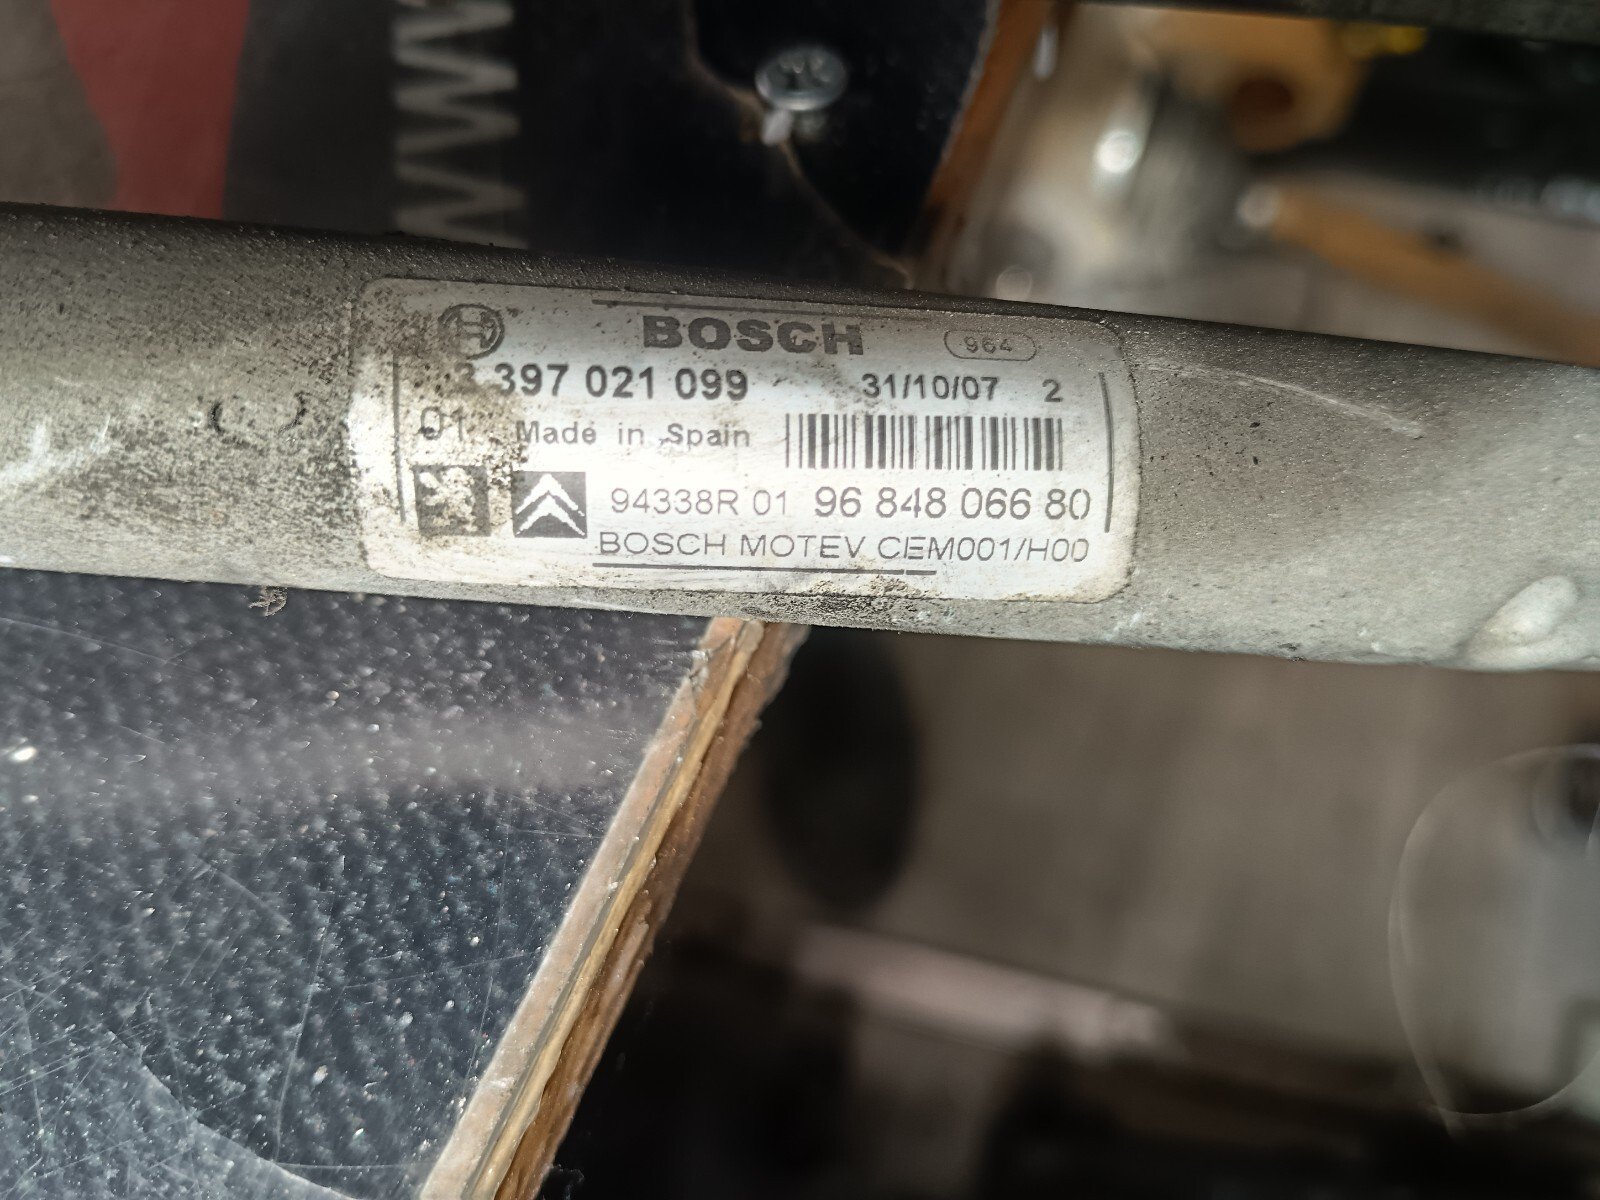 BOSCH 964
3 397 021 099 31/10/07 2
01 Made in Spain
94338R 01 96 848 066 80
BOSCH MOTEV CEM001/H00